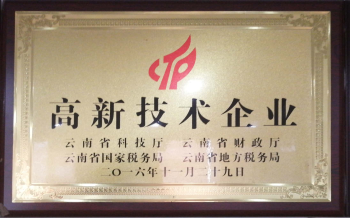 高新技术企业
云南省科技厅 云南省财政厅
云南省国家税务局 云南省地方税务局
二〇一六年十一月二十九日